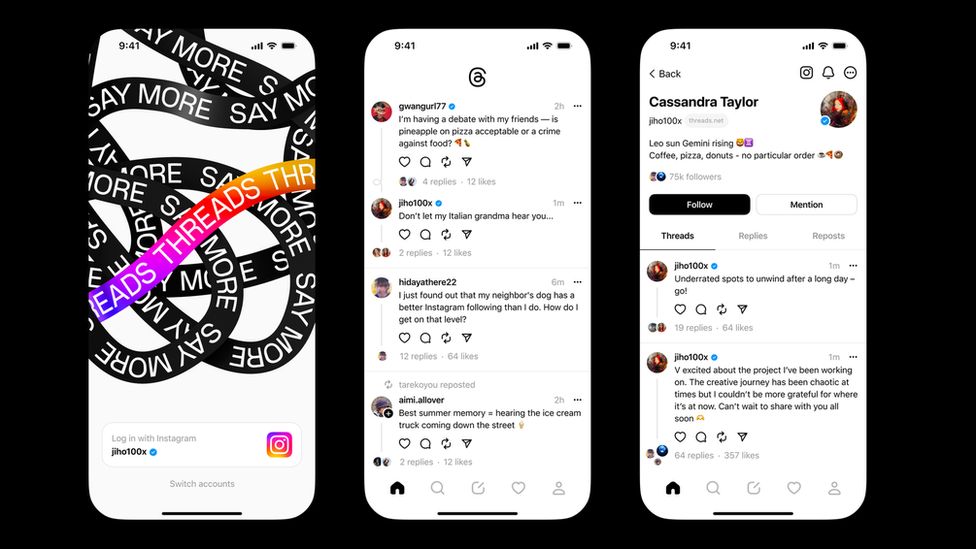 9:41
SAY MORE
SAY MORE
SAY MORE
SAY MORE
THREADS
THREADS
SAY MORE
SAY MORE
SAY MORE
Log in with Instagram
jiho100x
Switch accounts
9:41
gwangurl77
2h
I'm having a debate with my friends — is
pineapple on pizza acceptable or a crime
against food? 🍕🍍
4 replies · 12 likes
jiho100x
1m
Don't let my Italian grandma hear you...
2 replies · 12 likes
hidayathere22
6m
I just found out that my neighbor's dog has a
better Instagram following than I do. How do I
get on that level?
12 replies · 64 likes
tarekoyou reposted
aimi.allover
2h
Best summer memory = hearing the ice cream
truck coming down the street 🍦
2 replies · 12 likes
9:41
Back
Cassandra Taylor
jiho100x threads.net
Leo sun Gemini rising 🦁♊
Coffee, pizza, donuts - no particular order ☕🍕🍩
75k followers
Follow
Mention
Threads
Replies
Reposts
jiho100x
1m
Underrated spots to unwind after a long day –
go!
19 replies · 64 likes
jiho100x
1m
V excited about the project I've been working
on. The creative journey has been chaotic at
times but I couldn't be more grateful for where
it's at now. Can't wait to share with you all
soon 🫶
64 replies · 357 likes